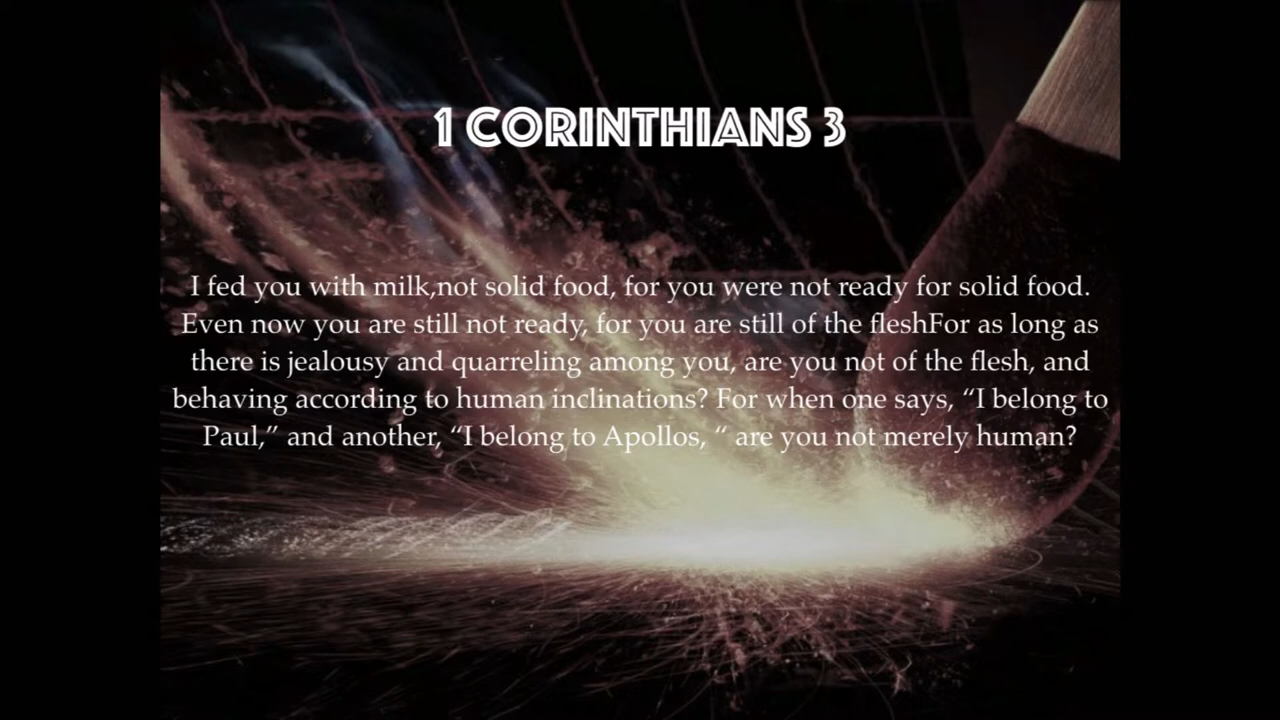 1 CORINTHIANS 3
I fed you with milk,not solid food, for you were not ready for solid food.
Even now you are still not ready, for you are still of the fleshFor as long as
there is jealousy and quarreling among you, are you not of the flesh, and
behaving according to human inclinations? For when one says, “I belong to
Paul,” and another, “I belong to Apollos, “ are you not merely human?